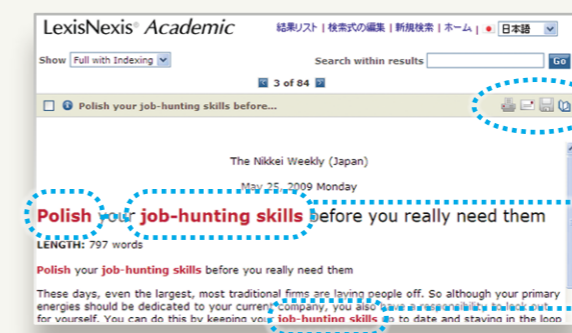 LexisNexis® Academic
結果リスト | 検索式の編集 | 新規検索 | ホーム | 日本語
Show Full with Indexing Search within results Go
3 of 84
Polish your job-hunting skills before...
The Nikkei Weekly (Japan)
May 25, 2009 Monday
Polish your job-hunting skills before you really need them
LENGTH: 797 words
Polish your job-hunting skills before you really need them
These days, even the largest, most traditional firms are laying people off. So although your primary
energies should be dedicated to your current company, you also have a responsibility to look out
for yourself. You can do this by keeping your job-hunting skills up to date and staying in the loop